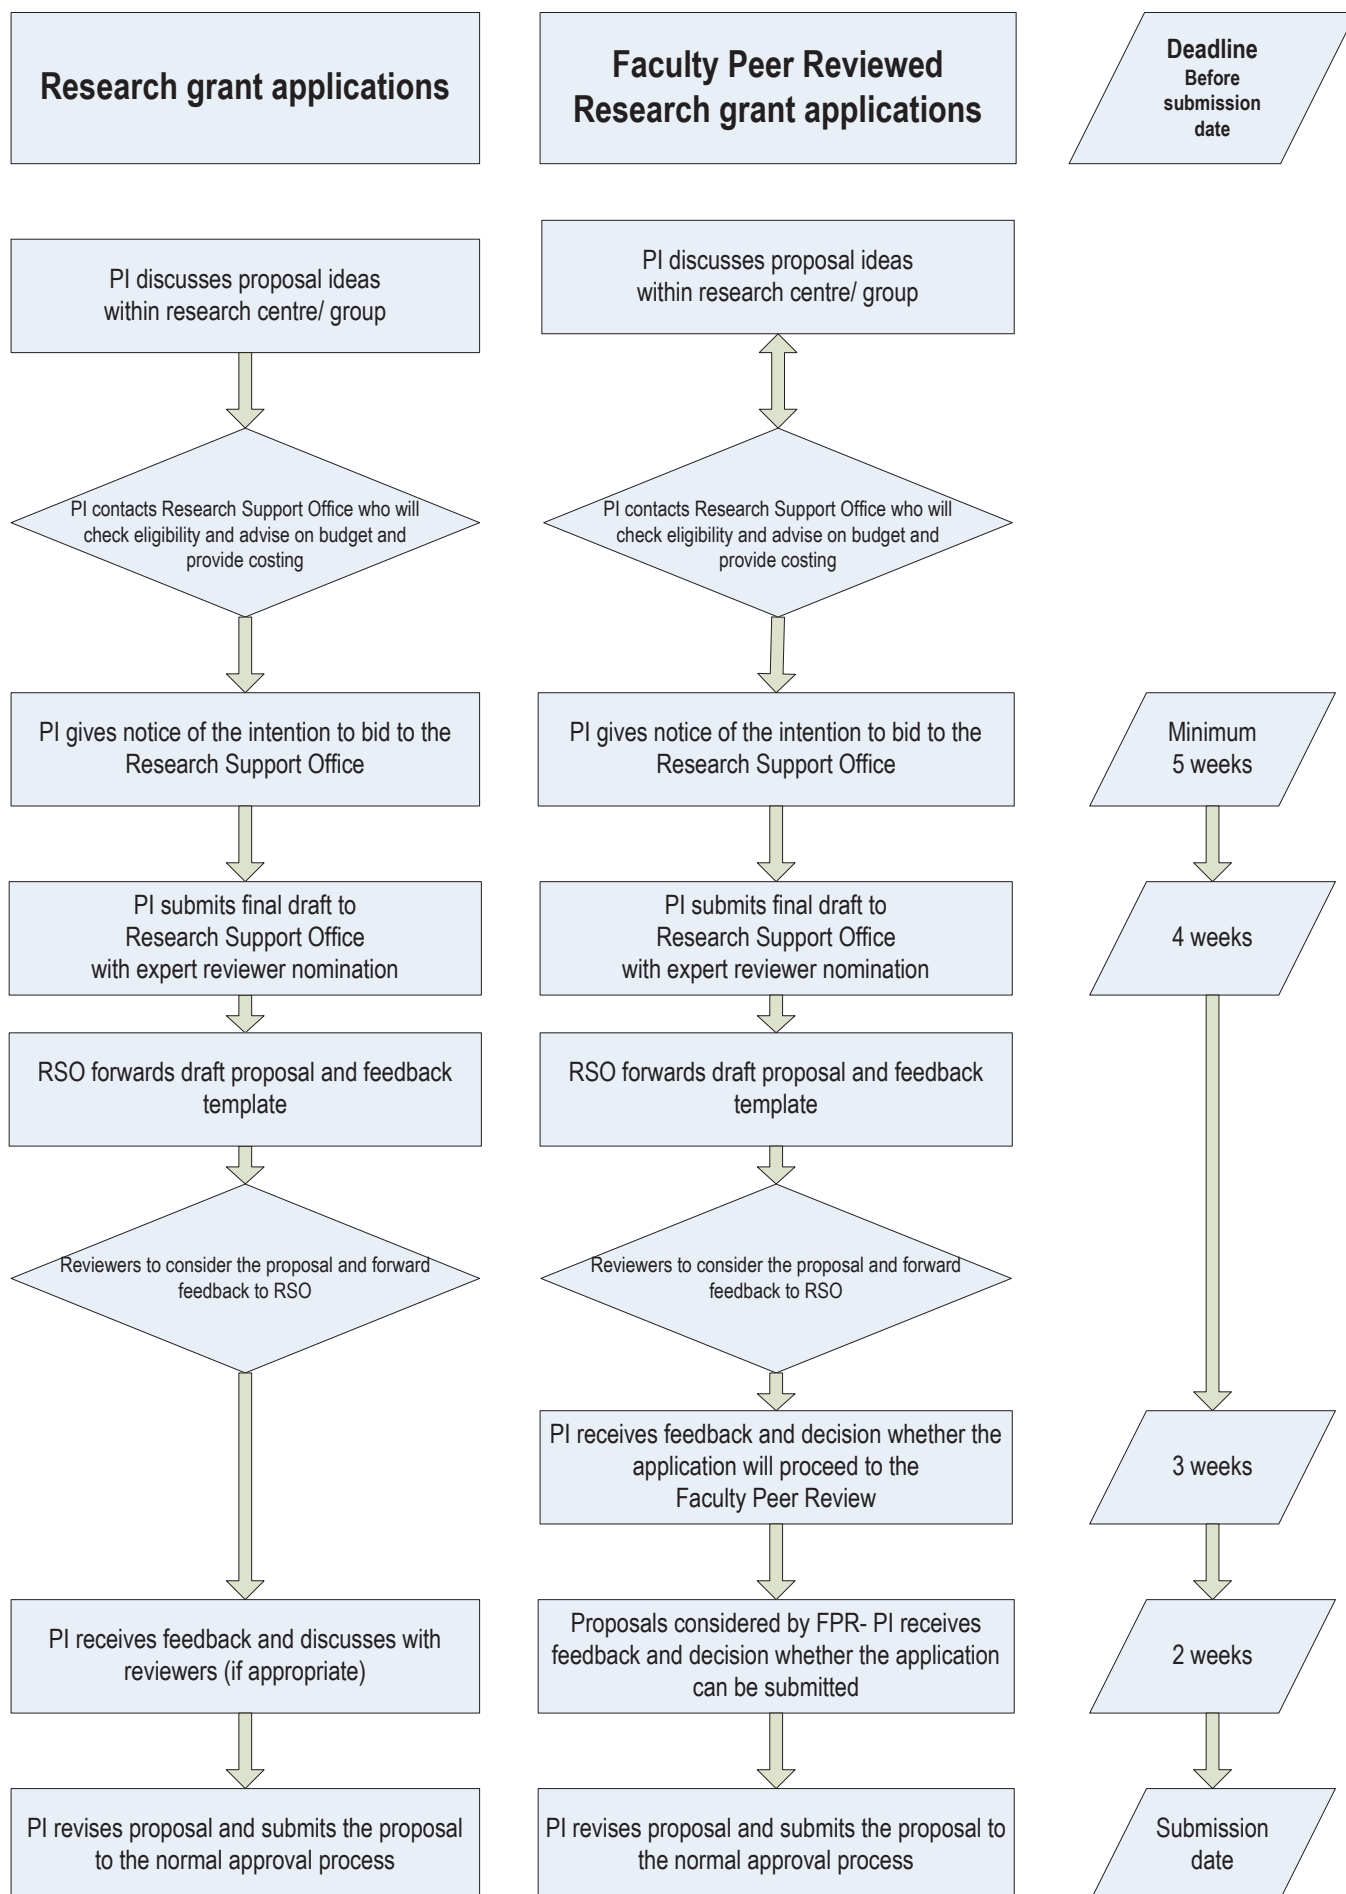 Research grant applications
Faculty Peer Reviewed
Research grant applications
Deadline
Before
submission
date
PI discusses proposal ideas
within research centre/ group
PI discusses proposal ideas
within research centre/ group
PI contacts Research Support Office who will
check eligibility and advise on budget and
provide costing
PI contacts Research Support Office who will
check eligibility and advise on budget and
provide costing
PI gives notice of the intention to bid to the
Research Support Office
PI gives notice of the intention to bid to the
Research Support Office
Minimum
5 weeks
PI submits final draft to
Research Support Office
with expert reviewer nomination
PI submits final draft to
Research Support Office
with expert reviewer nomination
4 weeks
RSO forwards draft proposal and feedback
template
RSO forwards draft proposal and feedback
template
Reviewers to consider the proposal and forward
feedback to RSO
Reviewers to consider the proposal and forward
feedback to RSO
PI receives feedback and decision whether the
application will proceed to the
Faculty Peer Review
3 weeks
PI receives feedback and discusses with
reviewers (if appropriate)
Proposals considered by FPR- PI receives
feedback and decision whether the application
can be submitted
2 weeks
PI revises proposal and submits the proposal
to the normal approval process
PI revises proposal and submits the proposal to
the normal approval process
Submission
date